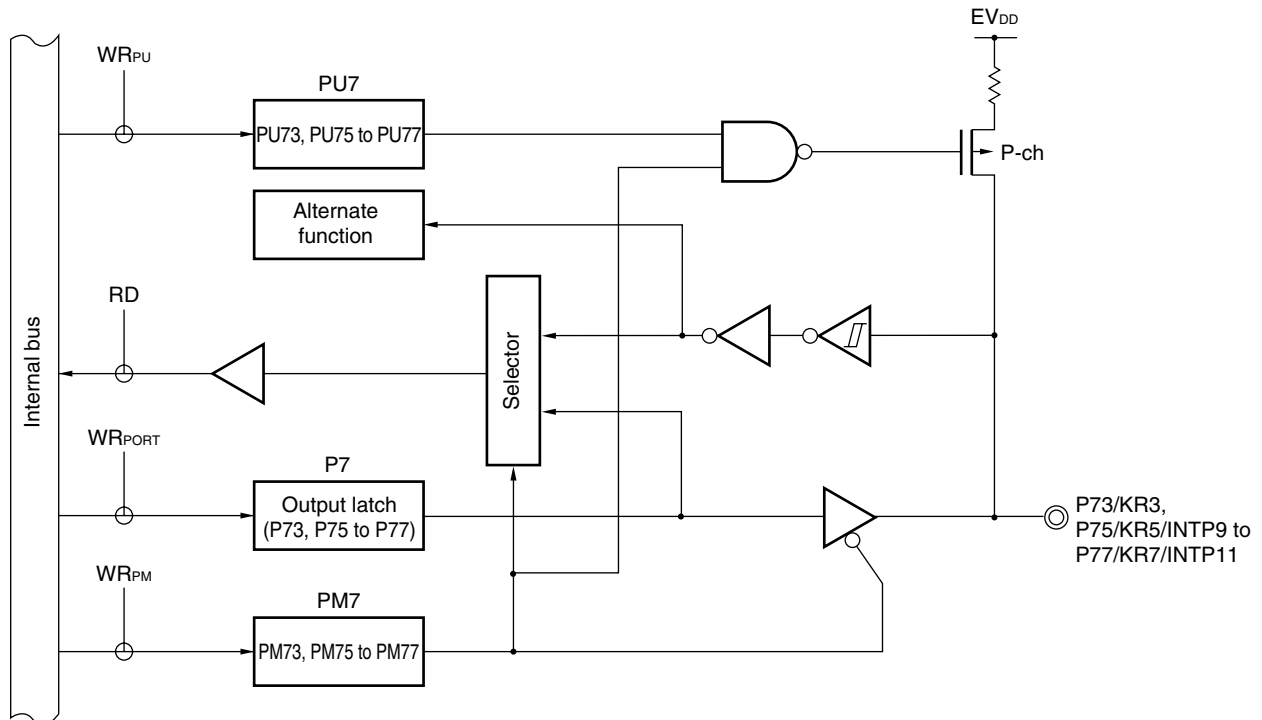 EVDD
WRPU
PU7
PU73, PU75 to PU77
P-ch
Alternate
function
RD
Internal bus
Selector
WRPORT
P7
Output latch
(P73, P75 to P77)
P73/KR3,
P75/KR5/INTP9 to
P77/KR7/INTP11
WRPM
PM7
PM73, PM75 to PM77